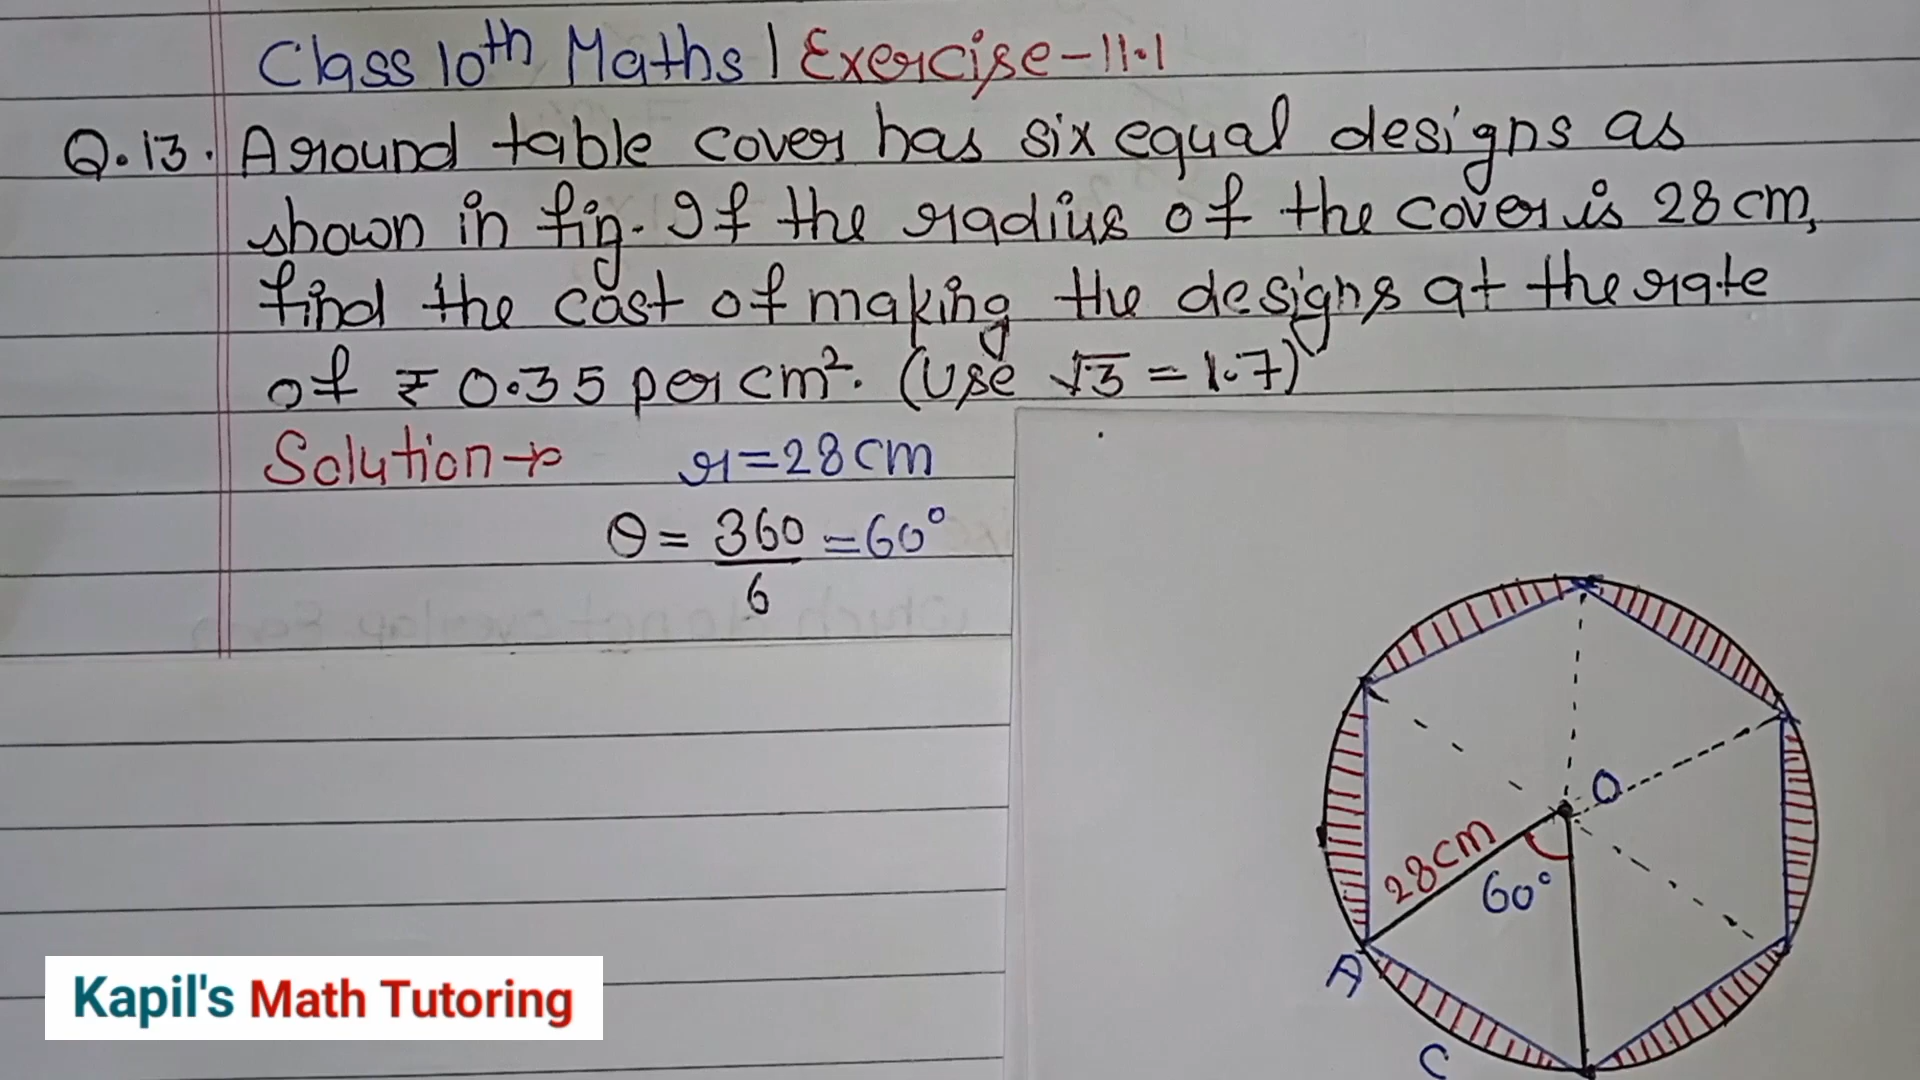 Class 10th Maths | Exercise-11.1
Q.13. A round table cover has six equal designs as
shown in fig. If the radius of the cover is 28 cm,
find the cost of making the designs at the rate
of ₹ 0.35 per cm². (Use √3 = 1.7)
Solution→ r=28cm
θ = 360/6 = 60°
O
28cm
60°
A
C
Kapil's Math Tutoring